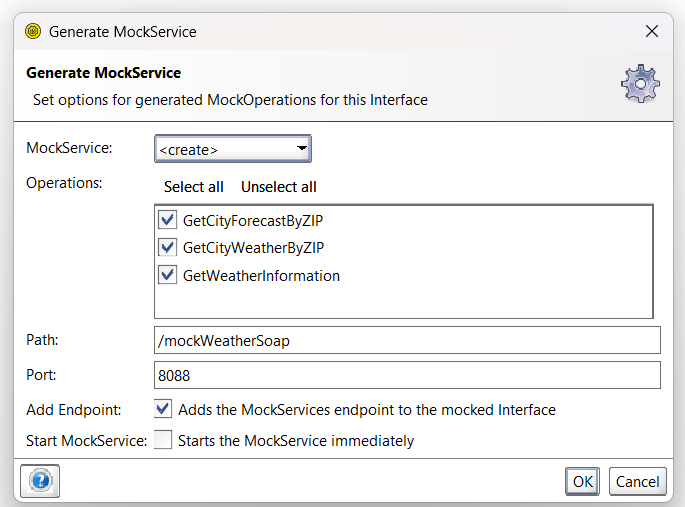 Generate MockService
Generate MockService
Set options for generated MockOperations for this Interface
MockService: <create>
Operations: Select all Unselect all
GetCityForecastByZIP
GetCityWeatherByZIP
GetWeatherInformation
Path: /mockWeatherSoap
Port: 8088
Add Endpoint: Adds the MockServices endpoint to the mocked Interface
Start MockService: Starts the MockService immediately
? OK Cancel